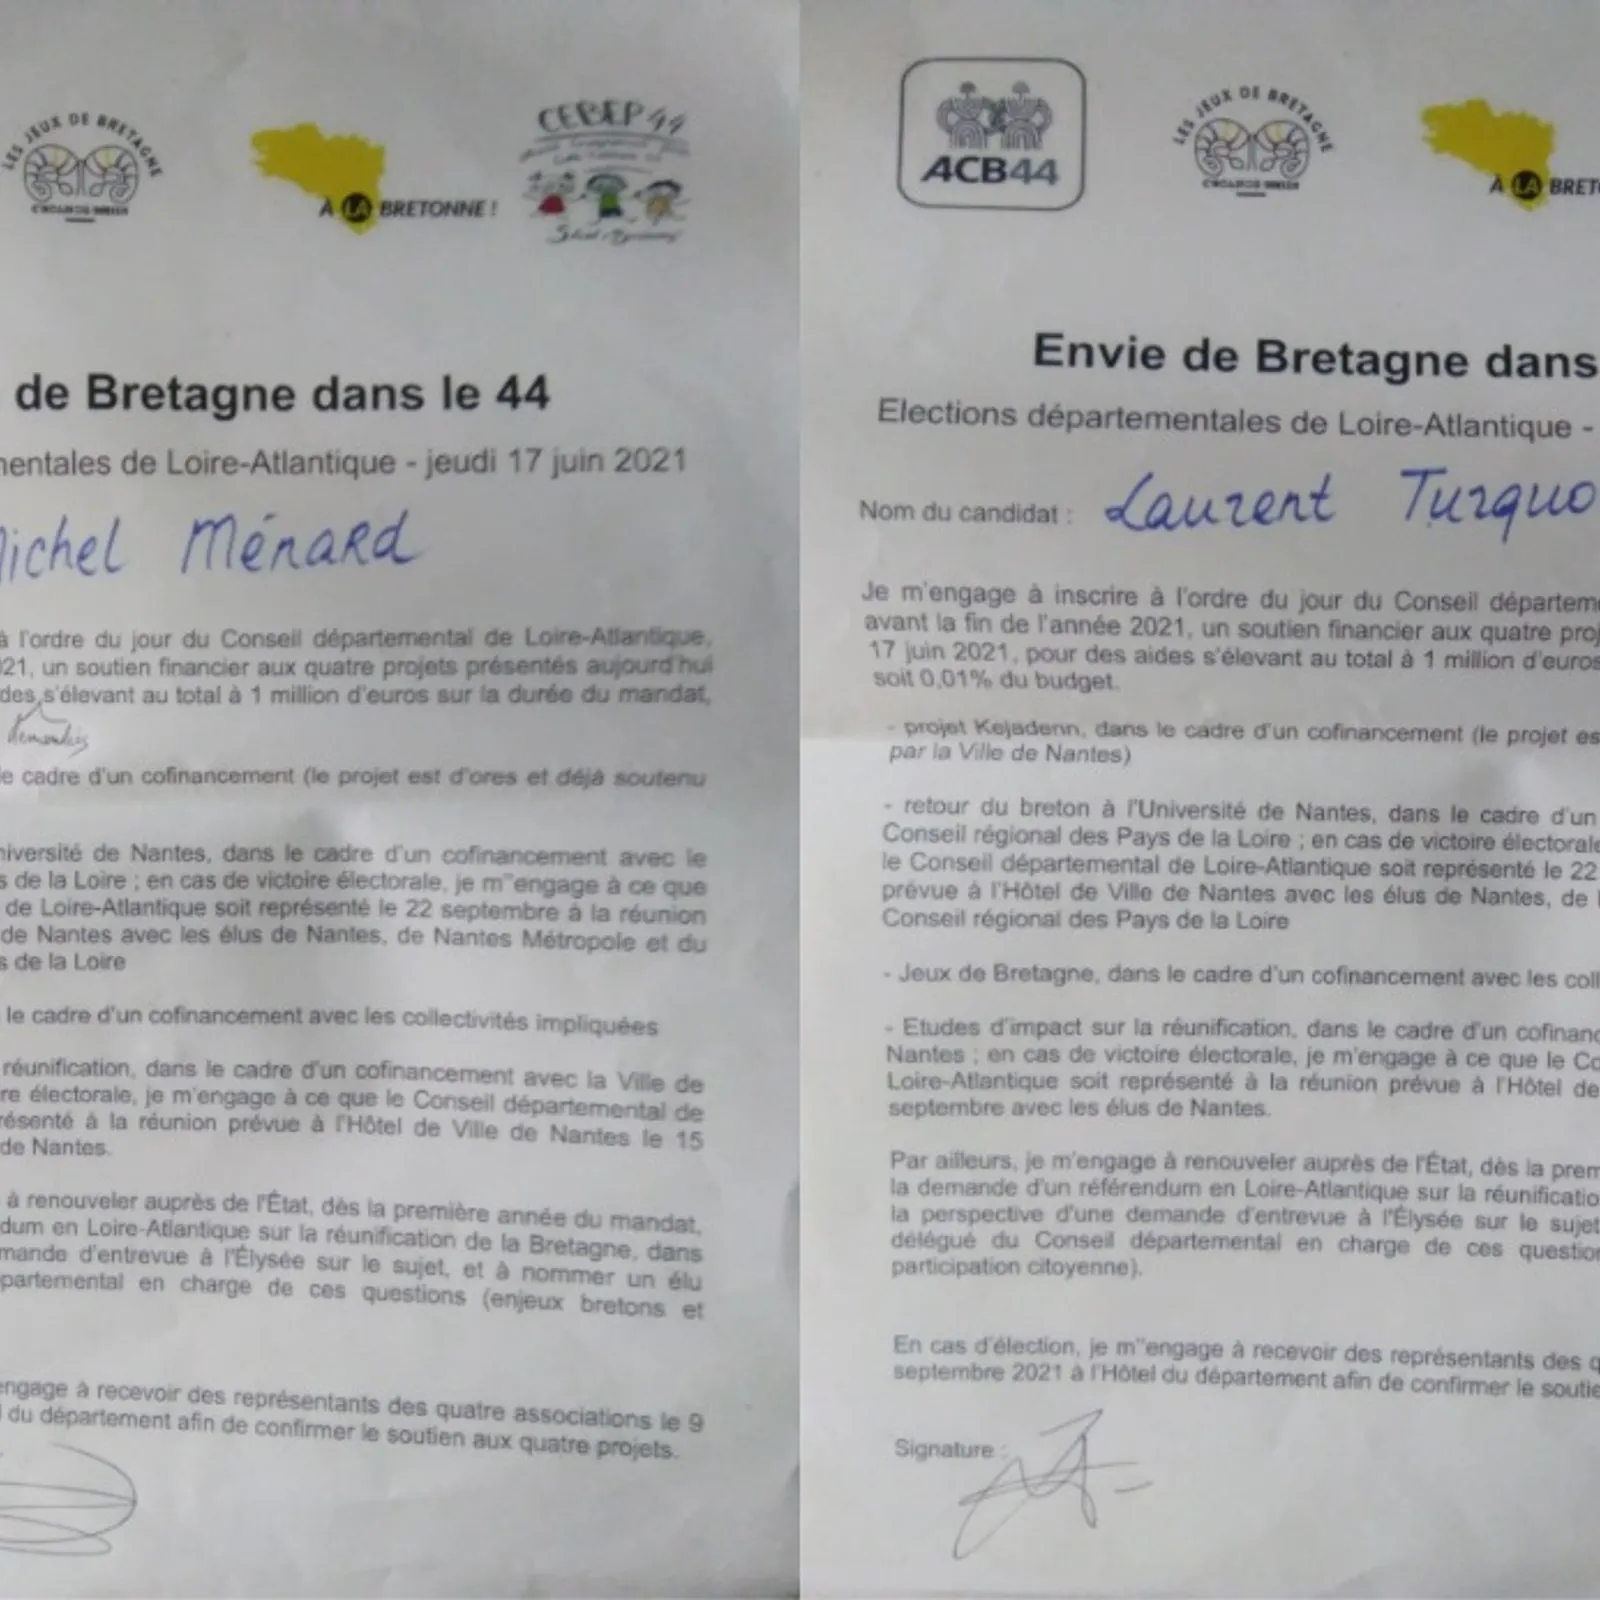 LES JEUX DE BRETAGNE
À LA BRETONNE !
CEBEP 44
de Bretagne dans le 44
mentales de Loire-Atlantique - jeudi 17 juin 2021
Michel Ménard
à l'ordre du jour du Conseil départemental de Loire-Atlantique,
21, un soutien financier aux quatre projets présentés aujourd'hui
des s'élevant au total à 1 million d'euros sur la durée du mandat,
e cadre d'un cofinancement (le projet est d'ores et déjà soutenu
niversité de Nantes, dans le cadre d'un cofinancement avec le
s de la Loire ; en cas de victoire électorale, je m''engage à ce que
de Loire-Atlantique soit représenté le 22 septembre à la réunion
de Nantes avec les élus de Nantes, de Nantes Métropole et du
s de la Loire
le cadre d'un cofinancement avec les collectivités impliquées
réunification, dans le cadre d'un cofinancement avec la Ville de
re électorale, je m'engage à ce que le Conseil départemental de
résenté à la réunion prévue à l'Hôtel de Ville de Nantes le 15
de Nantes.
à renouveler auprès de l'État, dès la première année du mandat,
dum en Loire-Atlantique sur la réunification de la Bretagne, dans
mande d'entrevue à l'Élysée sur le sujet, et à nommer un élu
partemental en charge de ces questions (enjeux bretons et
engage à recevoir des représentants des quatre associations le 9
l du département afin de confirmer le soutien aux quatre projets.
ACB44
LES JEUX DE BRETAGNE
À LA BRET
Envie de Bretagne dans
Elections départementales de Loire-Atlantique -
Nom du candidat : Laurent Turquo
Je m'engage à inscrire à l'ordre du jour du Conseil départeme
avant la fin de l'année 2021, un soutien financier aux quatre proj
17 juin 2021, pour des aides s'élevant au total à 1 million d'euros
soit 0,01% du budget.
- projet Kejadenn, dans le cadre d'un cofinancement (le projet es
par la Ville de Nantes)
- retour du breton à l'Université de Nantes, dans le cadre d'un
Conseil régional des Pays de la Loire ; en cas de victoire électorale
le Conseil départemental de Loire-Atlantique soit représenté le 22
prévue à l'Hôtel de Ville de Nantes avec les élus de Nantes, de
Conseil régional des Pays de la Loire
- Jeux de Bretagne, dans le cadre d'un cofinancement avec les coll
- Etudes d'impact sur la réunification, dans le cadre d'un cofinanc
Nantes ; en cas de victoire électorale, je m'engage à ce que le Co
Loire-Atlantique soit représenté à la réunion prévue à l'Hôtel de
septembre avec les élus de Nantes.
Par ailleurs, je m'engage à renouveler auprès de l'État, dès la prem
la demande d'un référendum en Loire-Atlantique sur la réunificatio
la perspective d'une demande d'entrevue à l'Élysée sur le sujet
délégué du Conseil départemental en charge de ces question
participation citoyenne).
En cas d'élection, je m''engage à recevoir des représentants des q
septembre 2021 à l'Hôtel du département afin de confirmer le soutie
Signature :